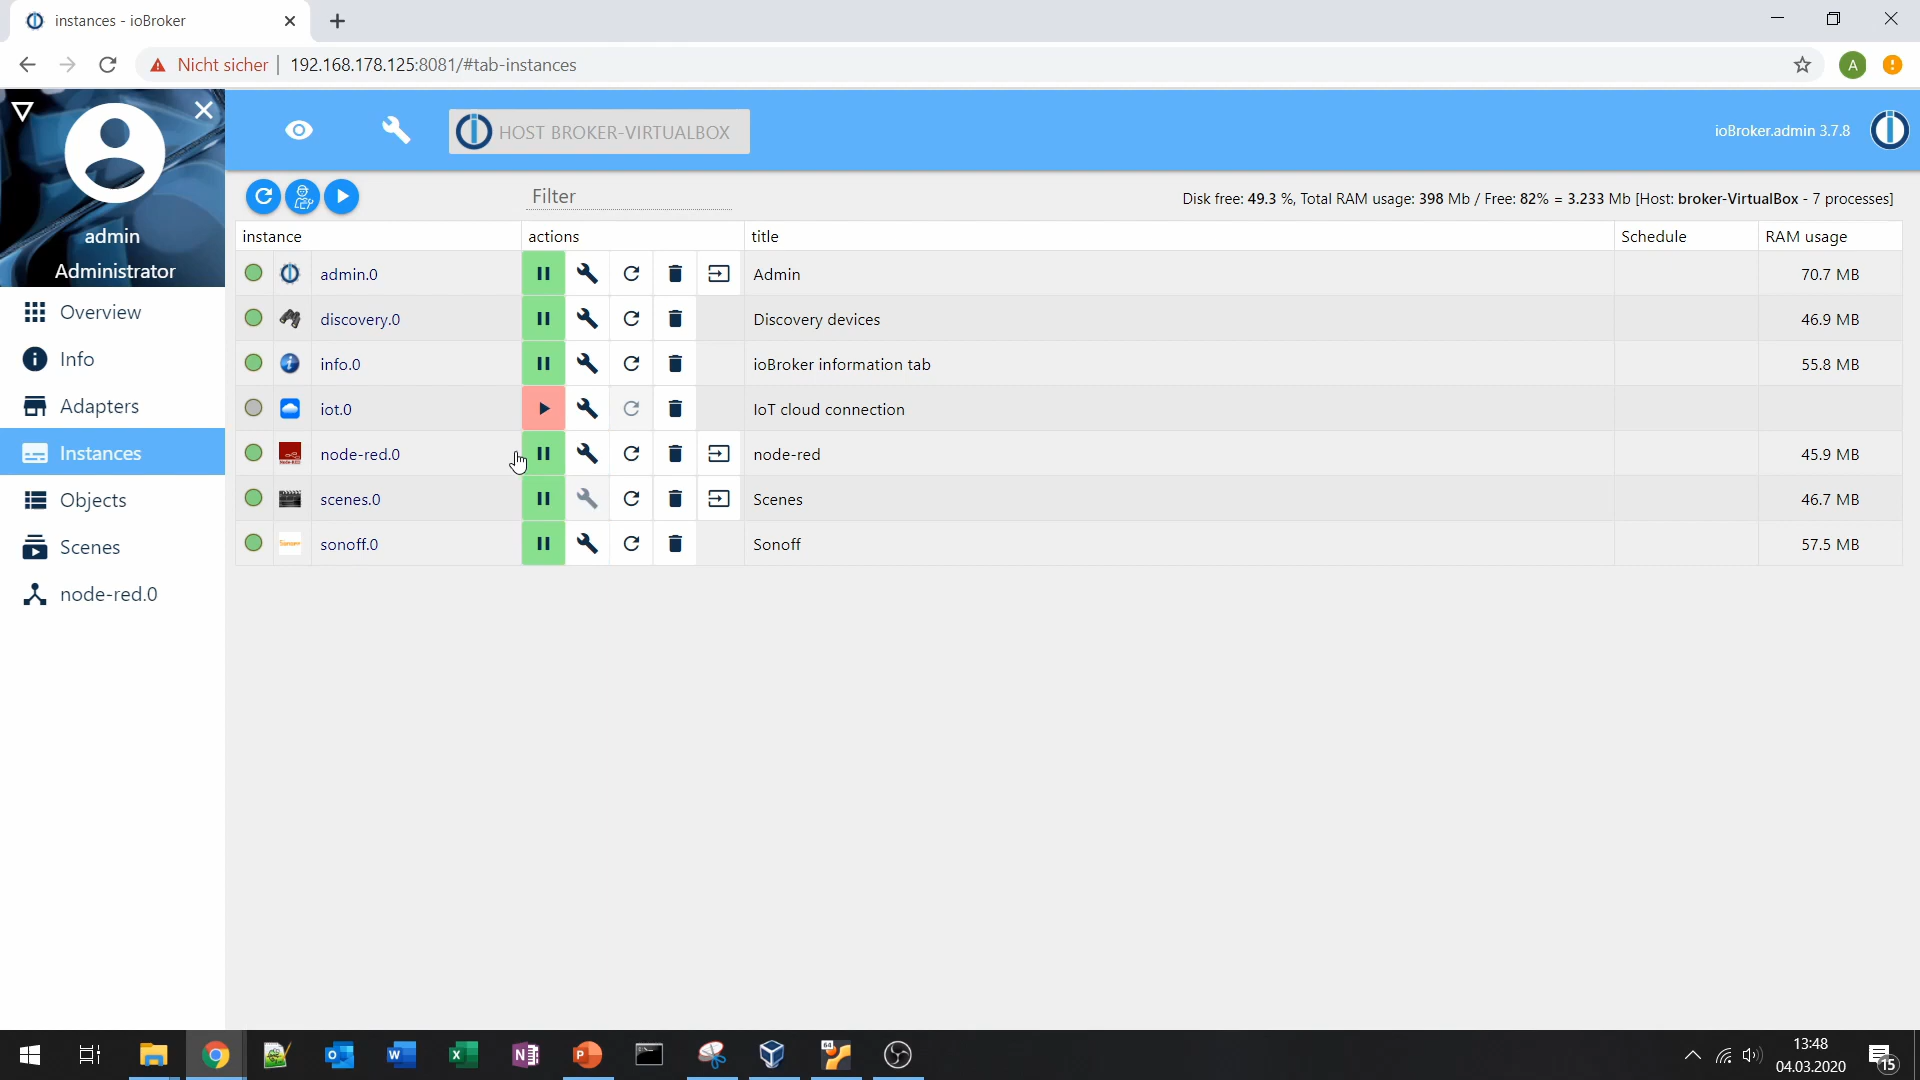 instances - ioBroker
Nicht sicher 192.168.178.125:8081/#tab-instances
A
HOST BROKER-VIRTUALBOX
ioBroker.admin 3.7.8
admin
Administrator
Filter
Disk free: 49.3 %, Total RAM usage: 398 Mb / Free: 82% = 3.233 Mb [Host: broker-VirtualBox - 7 processes]
instance actions title Schedule RAM usage
admin.0 Admin 70.7 MB
discovery.0 Discovery devices 46.9 MB
info.0 ioBroker information tab 55.8 MB
iot.0 IoT cloud connection
node-red.0 node-red 45.9 MB
scenes.0 Scenes 46.7 MB
sonoff.0 Sonoff 57.5 MB
Overview
Info
Adapters
Instances
Objects
Scenes
node-red.0
13:48
04.03.2020
15